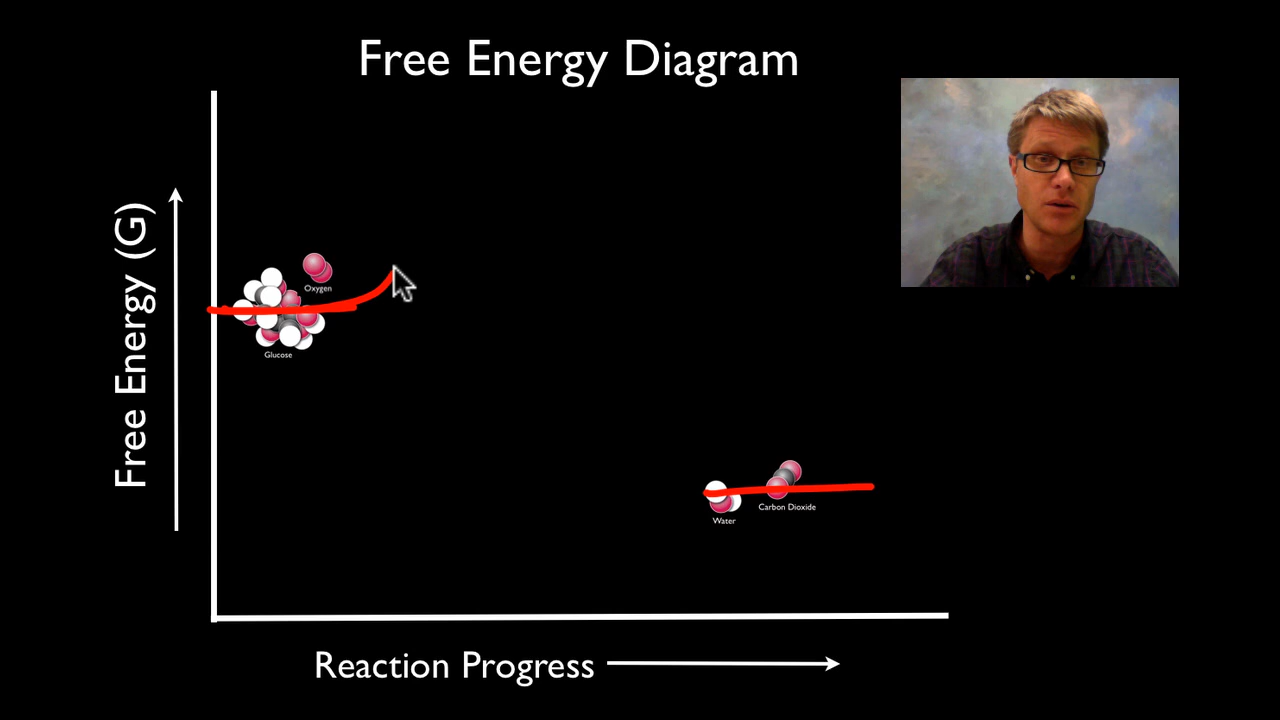 Free Energy Diagram
Free Energy (G)
Oxygen
Glucose
Water
Carbon Dioxide
Reaction Progress